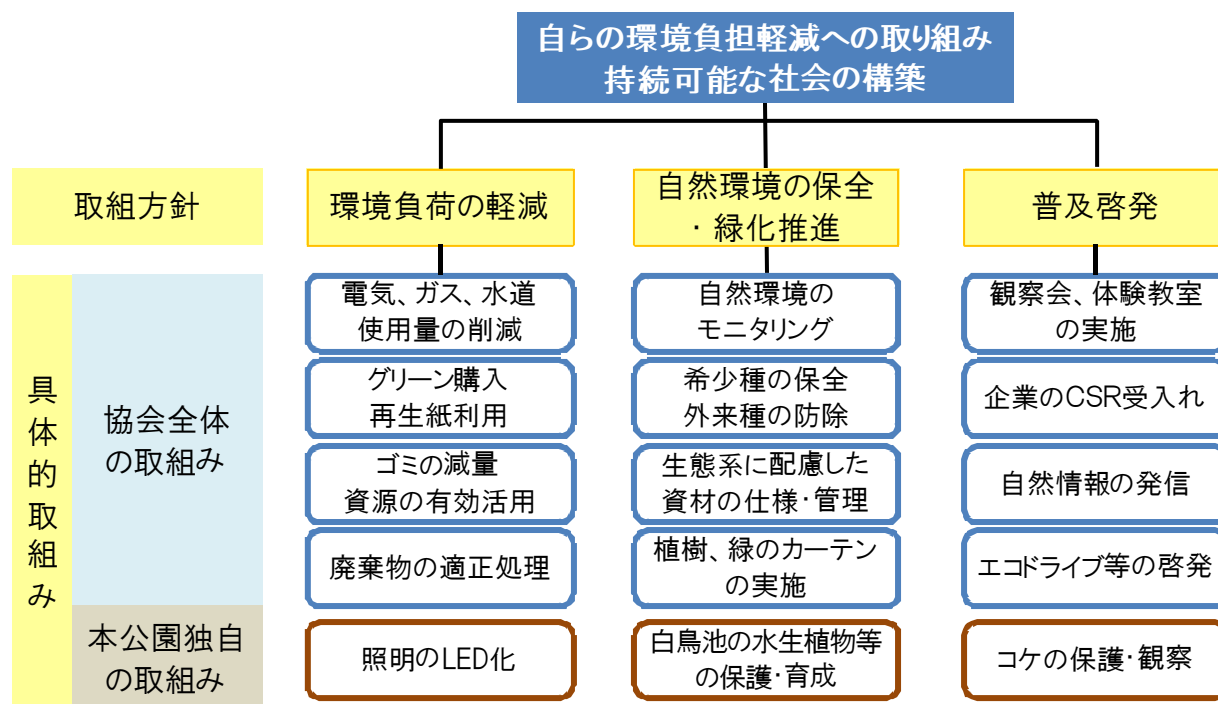 自らの環境負担軽減への取り組み
持続可能な社会の構築
取組方針
環境負荷の軽減
自然環境の保全
・緑化推進
普及啓発
具体的取組み
協会全体
の取組み
電気、ガス、水道
使用量の削減
自然環境の
モニタリング
観察会、体験教室
の実施
グリーン購入
再生紙利用
希少種の保全
外来種の防除
企業のCSR受入れ
ゴミの減量
資源の有効活用
生態系に配慮した
資材の仕様・管理
自然情報の発信
廃棄物の適正処理
植樹、緑のカーテン
の実施
エコドライブ等の啓発
本公園独自
の取組み
照明のLED化
白鳥池の水生植物等
の保護・育成
コケの保護・観察